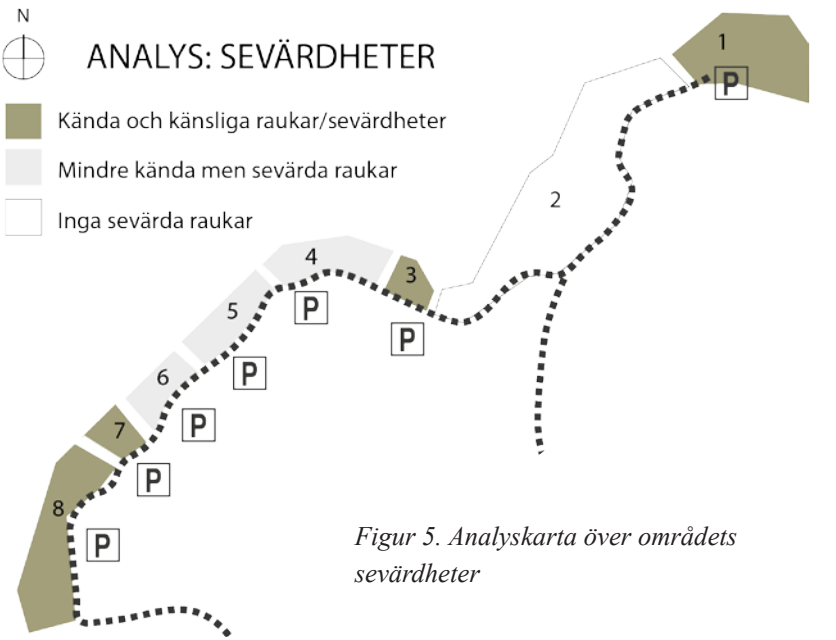 N
ANALYS: SEVÄRDHETER
Kända och känsliga raukar/sevärdheter
Mindre kända men sevärda raukar
Inga sevärda raukar
1
P
2
3
P
4
P
5
P
6
P
7
P
8
P
Figur 5. Analyskarta över områdets
sevärdheter